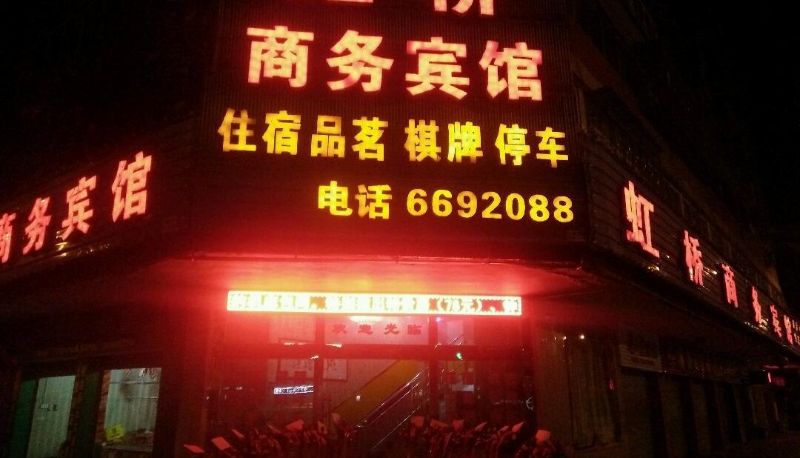 商务宾馆
住宿品茗 棋牌停车
电话 6692088
商务宾馆
虹桥商务宾馆
欢迎光临